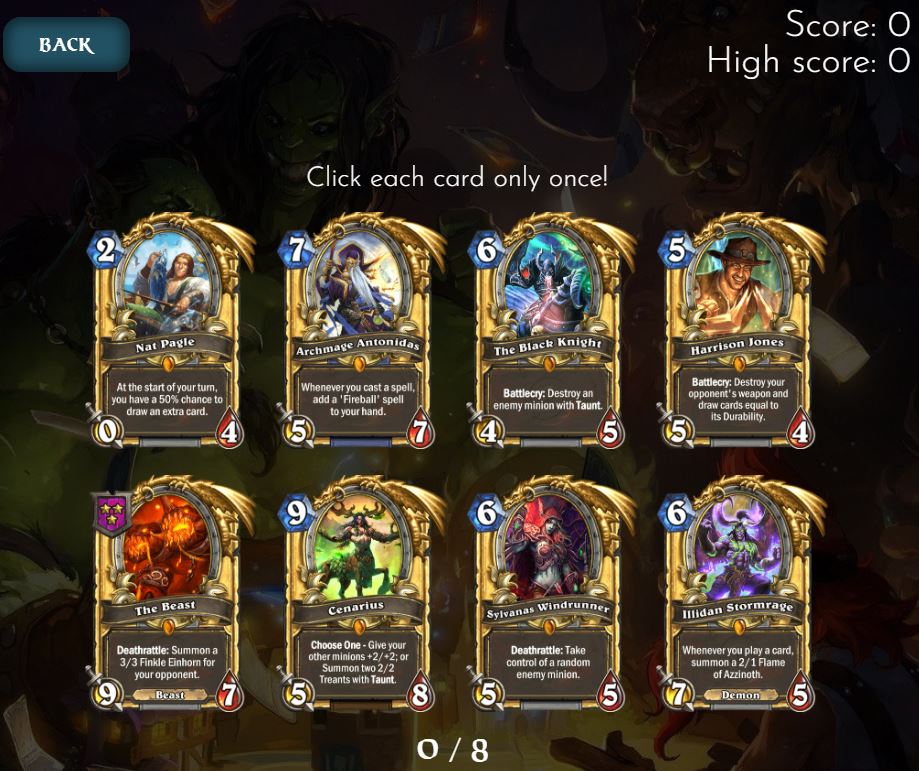 BACK
Score: 0
High score: 0
Click each card only once!
2
Nat Pagle
At the start of your turn,
you have a 50% chance to
draw an extra card.
0
4
7
Archmage Antonidas
Whenever you cast a spell,
add a 'Fireball' spell
to your hand.
5
7
6
The Black Knight
Battlecry: Destroy an
enemy minion with Taunt.
4
5
5
Harrison Jones
Battlecry: Destroy your
opponent's weapon and
draw cards equal to
its Durability.
5
4
The Beast
Deathrattle: Summon a
3/3 Finkle Einhorn for
your opponent.
9
Beast
7
9
Cenarius
Choose One - Give your
other minions +2/+2; or
Summon two 2/2
Treants with Taunt.
5
8
6
Sylvanas Windrunner
Deathrattle: Take
control of a random
enemy minion.
5
5
6
Illidan Stormrage
Whenever you play a card,
summon a 2/1 Flame
of Azzinoth.
7
Demon
5
0 / 8